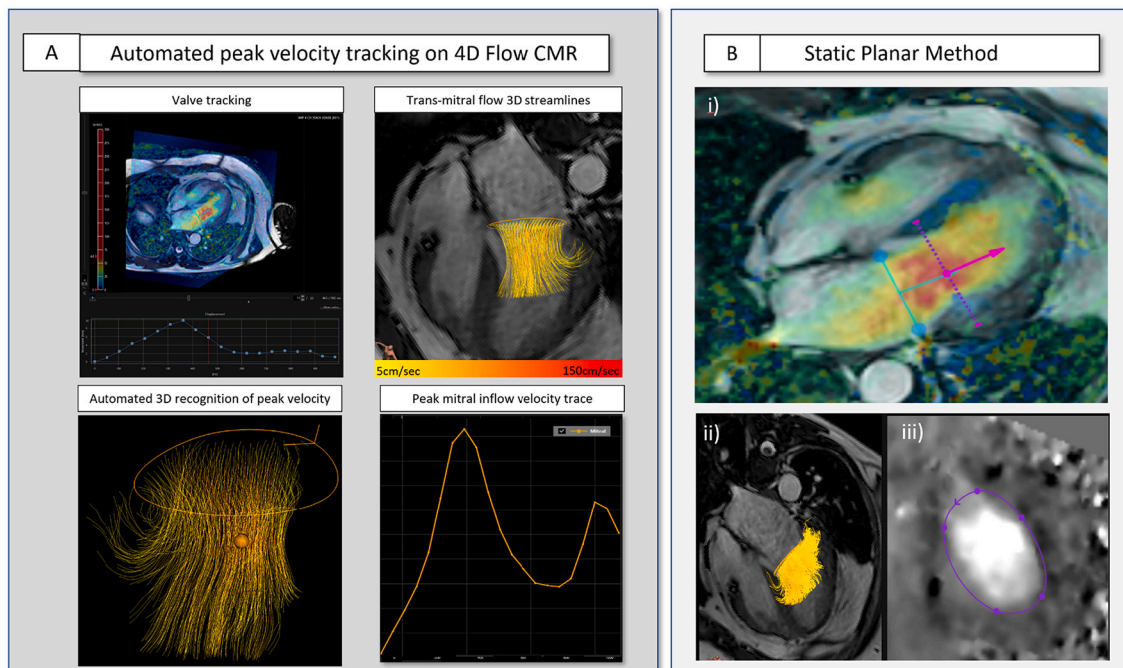 A
Automated peak velocity tracking on 4D Flow CMR
Valve tracking
Trans-mitral flow 3D streamlines
5cm/sec
150cm/sec
Automated 3D recognition of peak velocity
Peak mitral inflow velocity trace
Mitral
B
Static Planar Method
i)
ii)
iii)